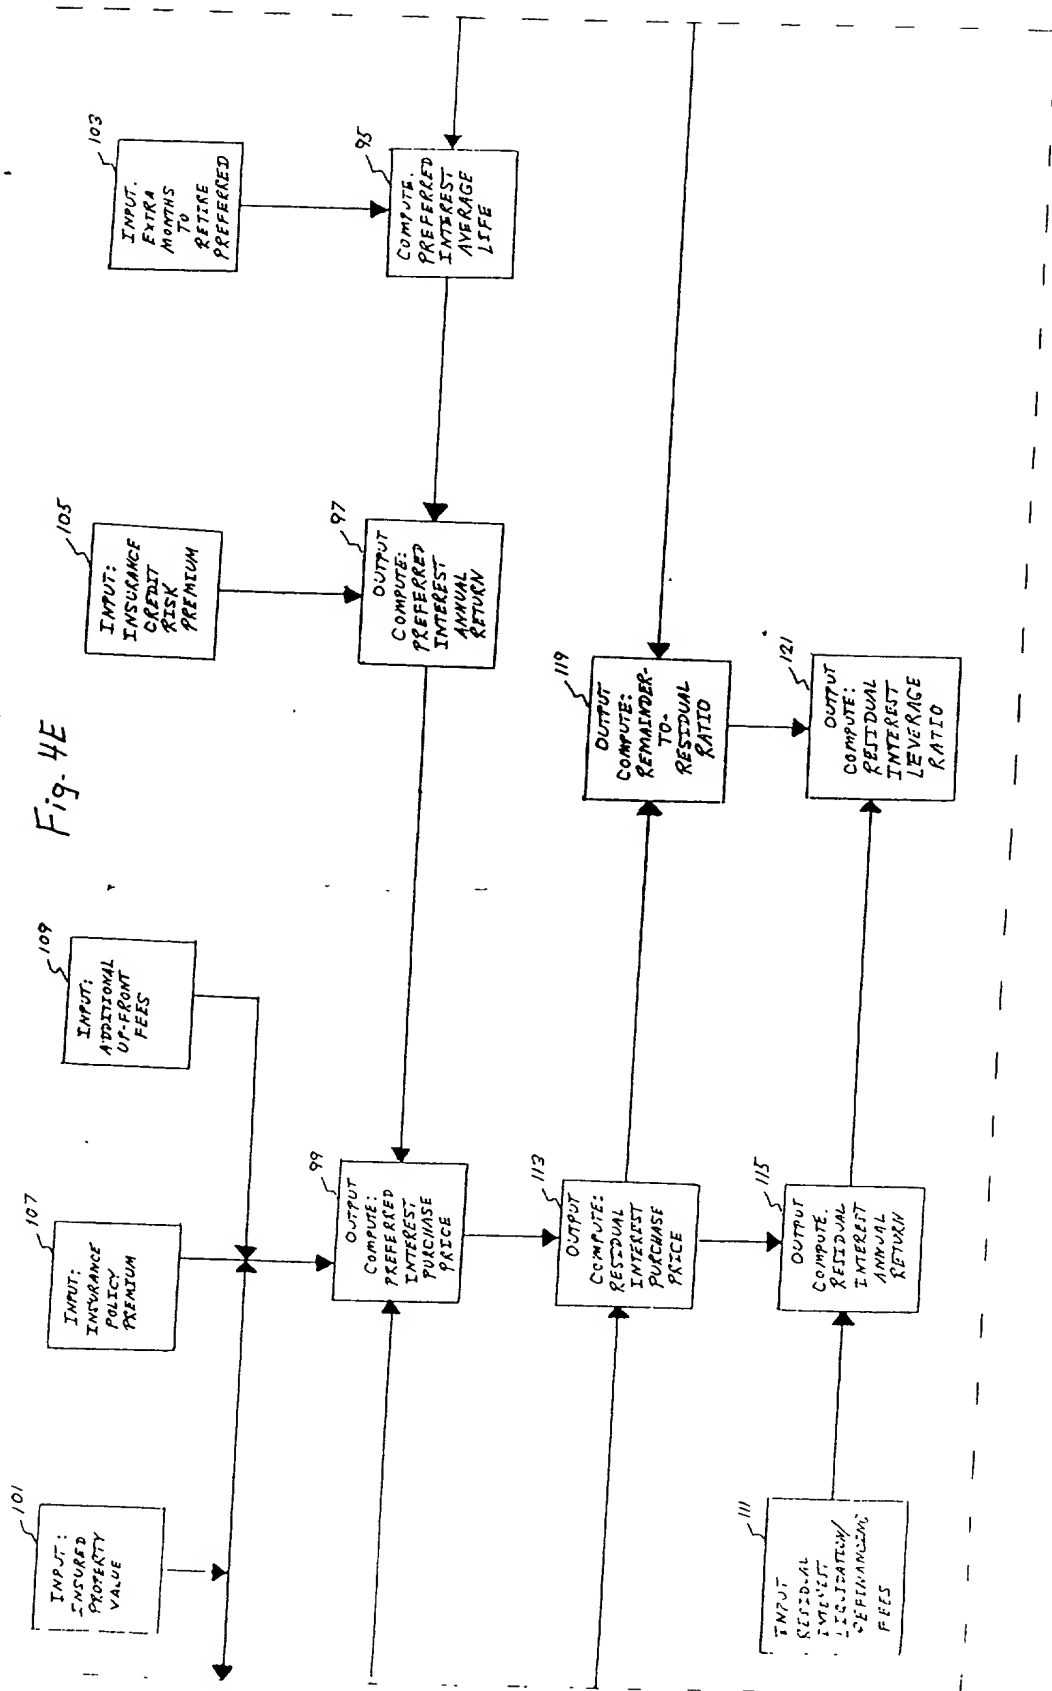 Fig. 4E
101
INPUT:
INSURED
PROPERTY
VALUE
107
INPUT:
INSURANCE
POLICY
PREMIUM
109
INPUT:
ADDITIONAL
UP-FRONT
FEES
105
INPUT:
INSURANCE
CREDIT
RISK
PREMIUM
103
INPUT.
EXTRA
MONTHS
TO
RETIRE
PREFERRED
99
OUTPUT
COMPUTE:
PREFERRED
INTEREST
PURCHASE
PRICE
97
OUTPUT
COMPUTE:
PREFERRED
INTEREST
ANNUAL
RETURN
95
COMPUTE.
PREFERRED
INTEREST
AVERAGE
LIFE
113
OUTPUT
COMPUTE:
RESIDUAL
INTEREST
PURCHASE
PRICE
119
OUTPUT
COMPUTE:
REMAINDER-
TO-
RESIDUAL
RATIO
111
INPUT
RESIDUAL
INTEREST
LIQUIDATION/
REFINANCING
FEES
115
OUTPUT
COMPUTE.
RESIDUAL
INTEREST
ANNUAL
RETURN
121
OUTPUT
COMPUTE:
RESIDUAL
INTEREST
LEVERAGE
RATIO